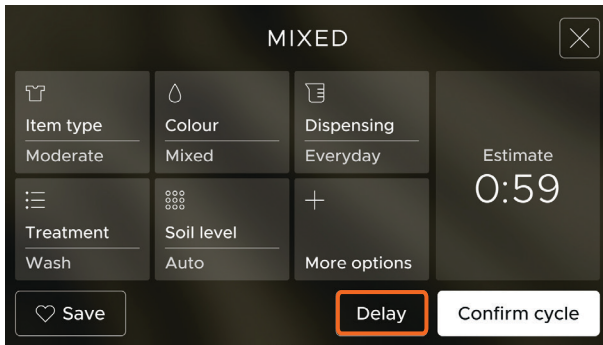 MIXED
Item type
Moderate
Colour
Mixed
Dispensing
Everyday
Estimate
0:59
Treatment
Wash
Soil level
Auto
More options
Save
Delay
Confirm cycle